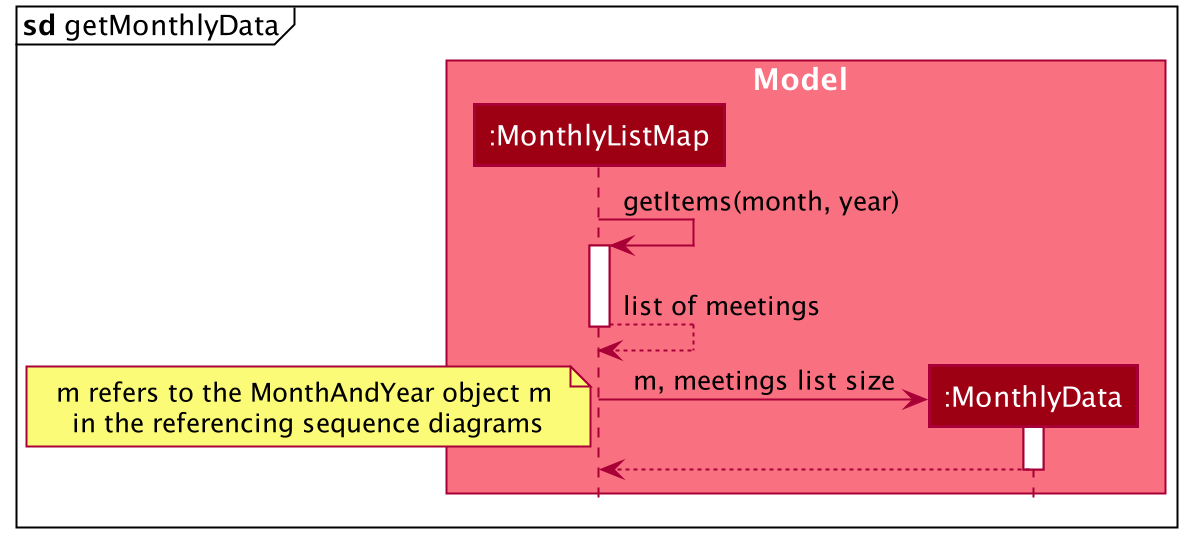 sd getMonthlyData
Model
:MonthlyListMap
getItems(month, year)
list of meetings
m refers to the MonthAndYear object m
in the referencing sequence diagrams
m, meetings list size
:MonthlyData